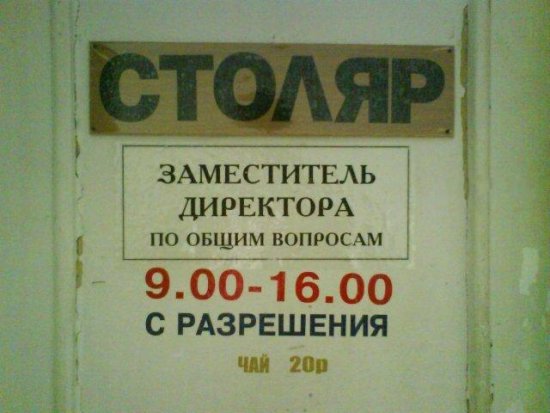 СТОЛЯР
ЗАМЕСТИТЕЛЬ
ДИРЕКТОРА
ПО ОБЩИМ ВОПРОСАМ
9.00-16.00
С РАЗРЕШЕНИЯ
ЧАЙ 20р